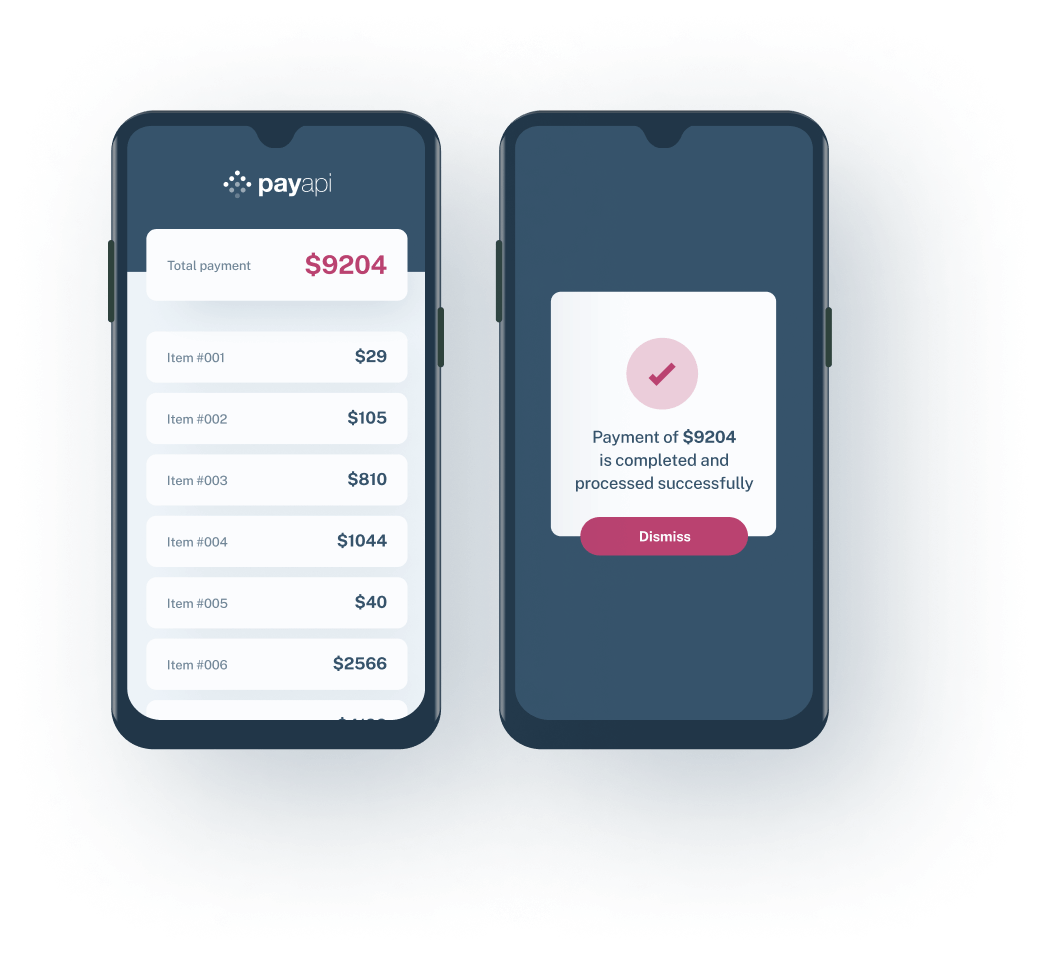 payapi
Total payment $9204
Item #001 $29
Item #002 $105
Item #003 $810
Item #004 $1044
Item #005 $40
Item #006 $2566
Payment of $9204
is completed and
processed successfully
Dismiss